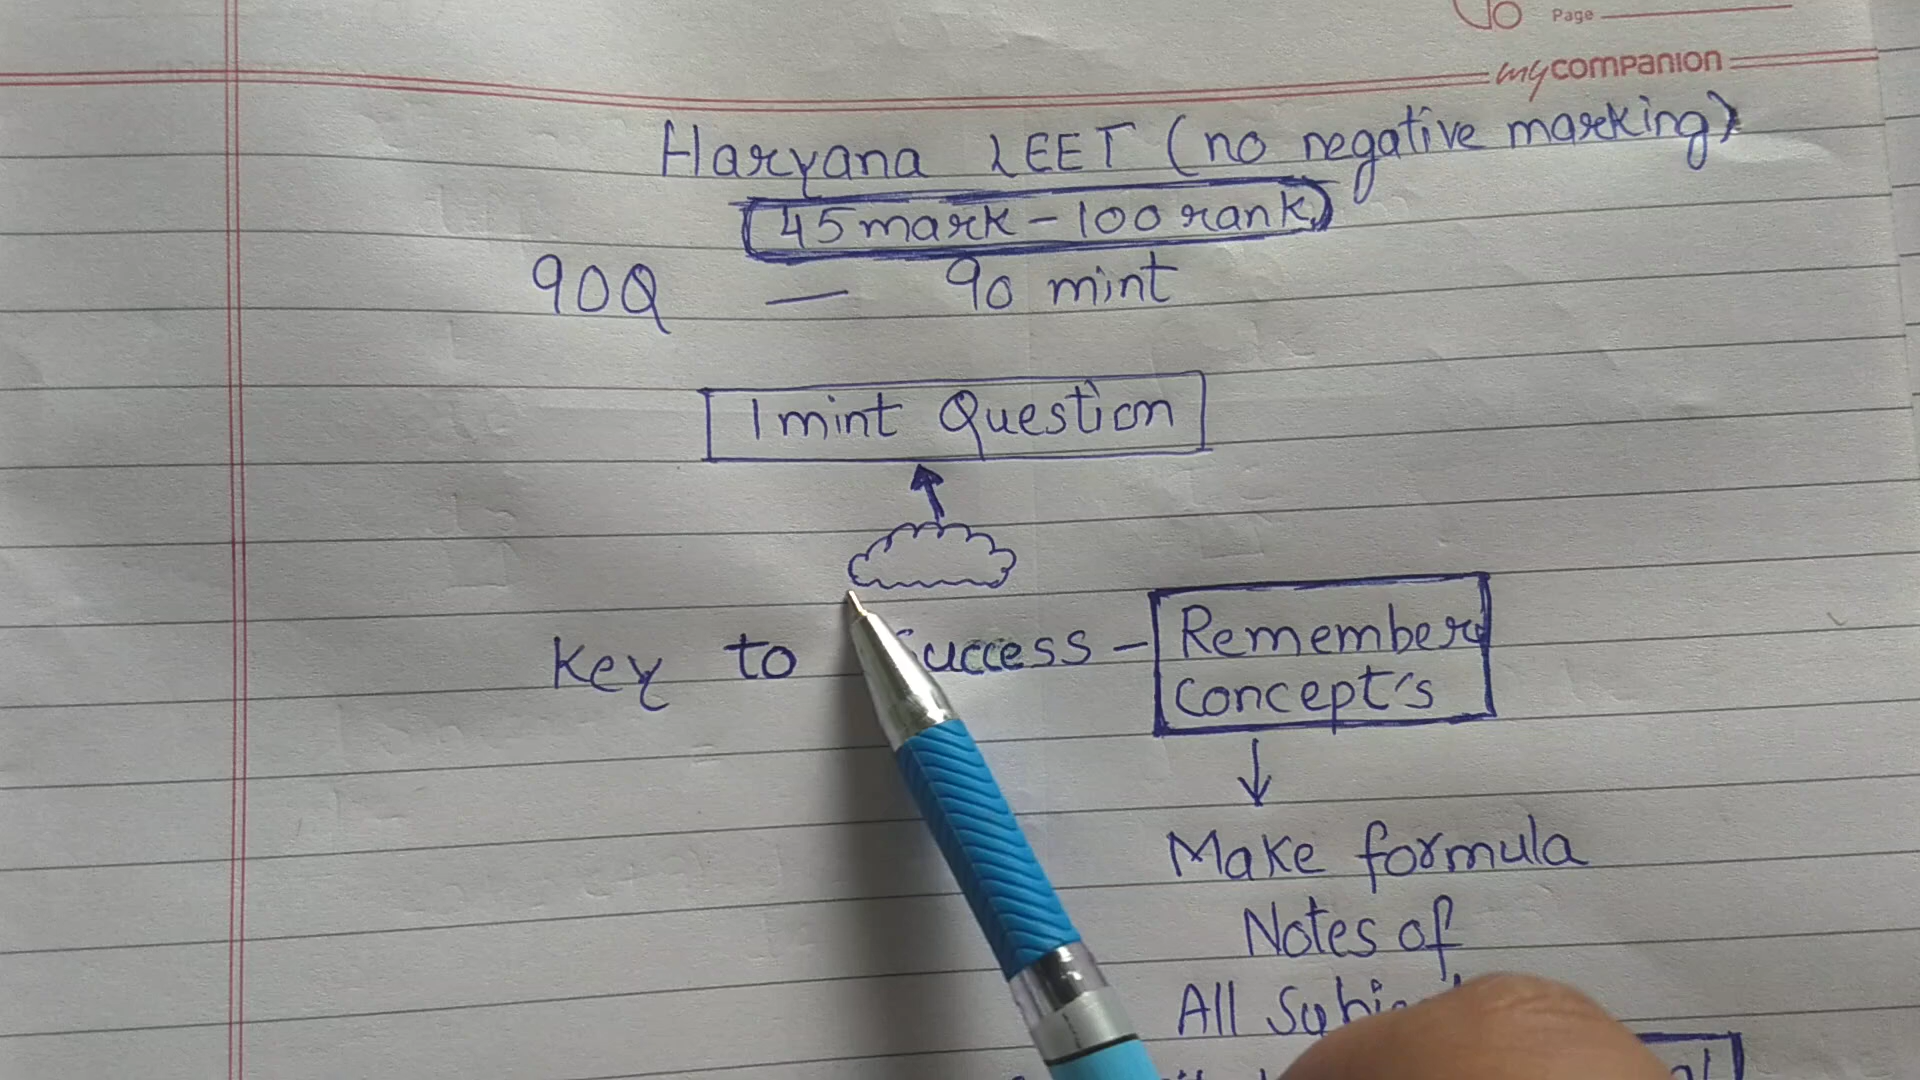 Page
mycompanion
Haryana LEET (no negative marking)
45 mark - 100 rank
90Q — 90 mint
1 mint Question
Key to Success - Remember
concept's
Make formula
Notes of
All